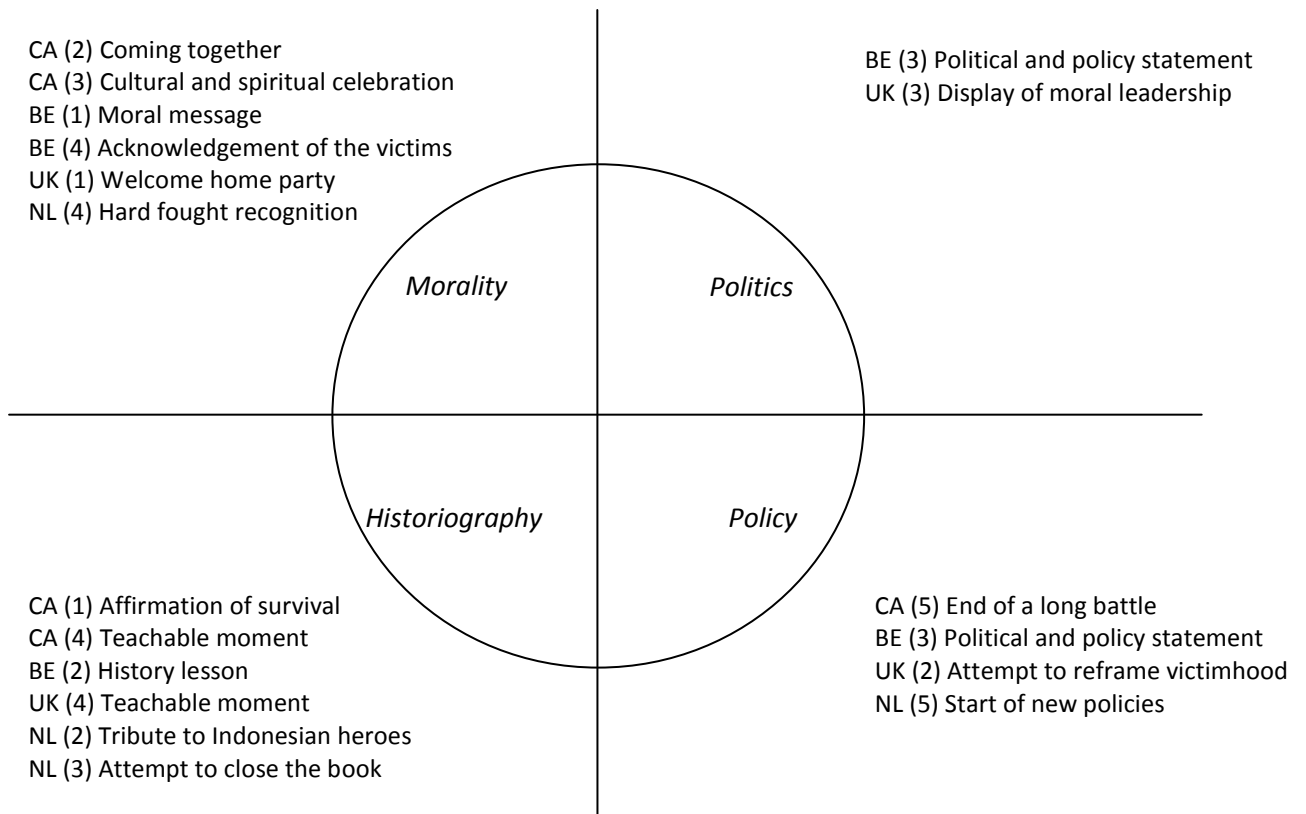 CA (2) Coming together
CA (3) Cultural and spiritual celebration
BE (1) Moral message
BE (4) Acknowledgement of the victims
UK (1) Welcome home party
NL (4) Hard fought recognition
BE (3) Political and policy statement
UK (3) Display of moral leadership
Morality
Politics
Historiography
Policy
CA (1) Affirmation of survival
CA (4) Teachable moment
BE (2) History lesson
UK (4) Teachable moment
NL (2) Tribute to Indonesian heroes
NL (3) Attempt to close the book
CA (5) End of a long battle
BE (3) Political and policy statement
UK (2) Attempt to reframe victimhood
NL (5) Start of new policies